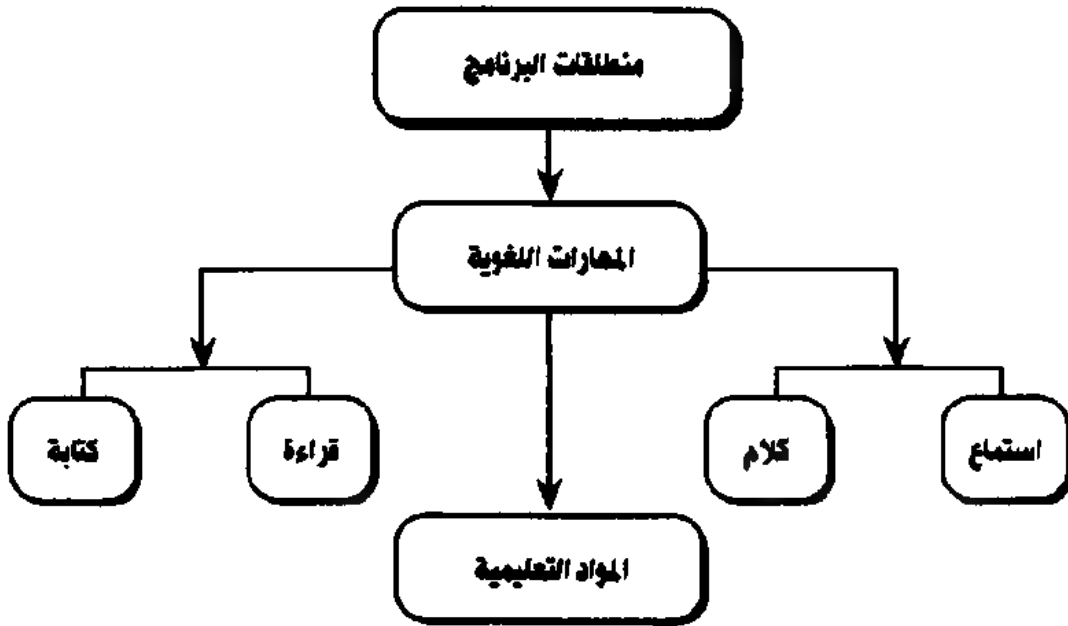 منطلقات البرنامج
المهارات اللغوية
استماع
كلام
قراءة
كتابة
المواد التعليمية